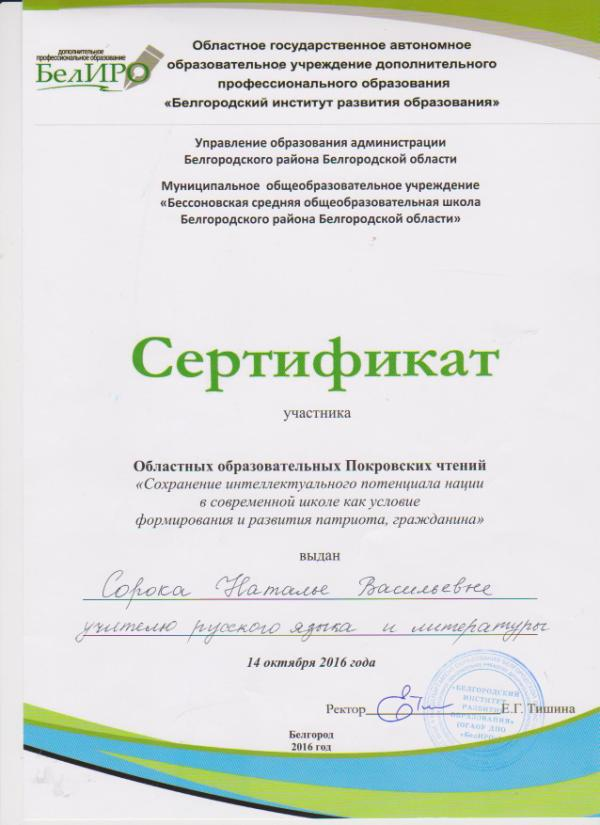 дополнительное
профессиональное образование
БелИРО
Областное государственное автономное
образовательное учреждение дополнительного
профессионального образования
«Белгородский институт развития образования»
Управление образования администрации
Белгородского района Белгородской области
Муниципальное общеобразовательное учреждение
«Бессоновская средняя общеобразовательная школа
Белгородского района Белгородской области»
Сертификат
участника
Областных образовательных Покровских чтений
«Сохранение интеллектуального потенциала нации
в современной школе как условие
формирования и развития патриота, гражданина»
выдан
Сорока Наталье Васильевне
учителю русского языка и литературы
14 октября 2016 года
Ректор Е.Г. Тишина
«БЕЛГОРОДСКИЙ
ИНСТИТУТ
РАЗВИТИЯ
ОБРАЗОВАНИЯ»
(ОГАОУ ДПО
«БелИРО»)
Белгород
2016 год